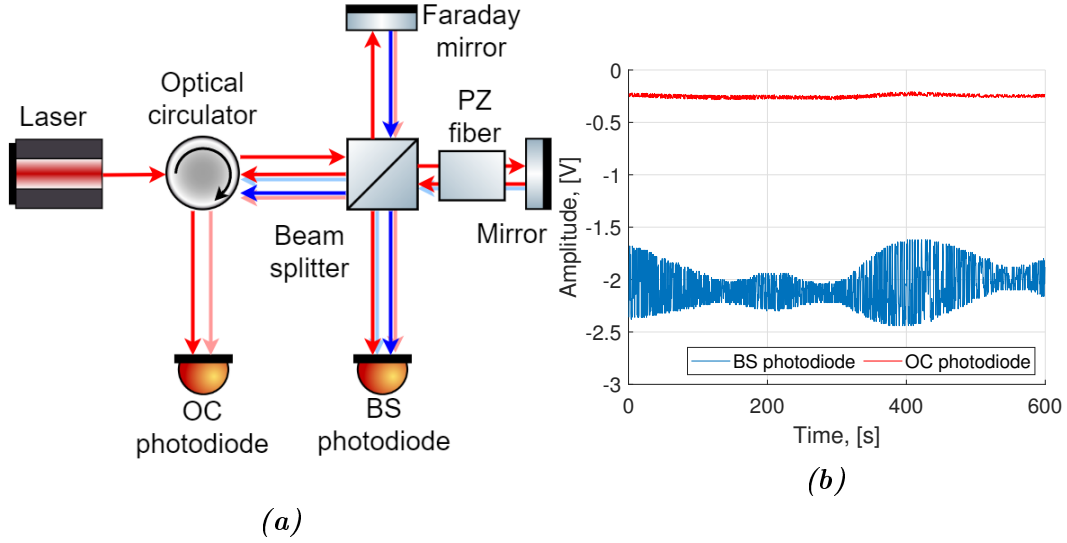 Faraday
mirror
Optical
circulator
Laser
PZ
fiber
Beam
splitter
Mirror
OC
photodiode
BS
photodiode
(a)
0
-0.5
-1
-1.5
-2
-2.5
-3
Amplitude, [V]
BS photodiode
OC photodiode
0
200
400
600
Time, [s]
(b)